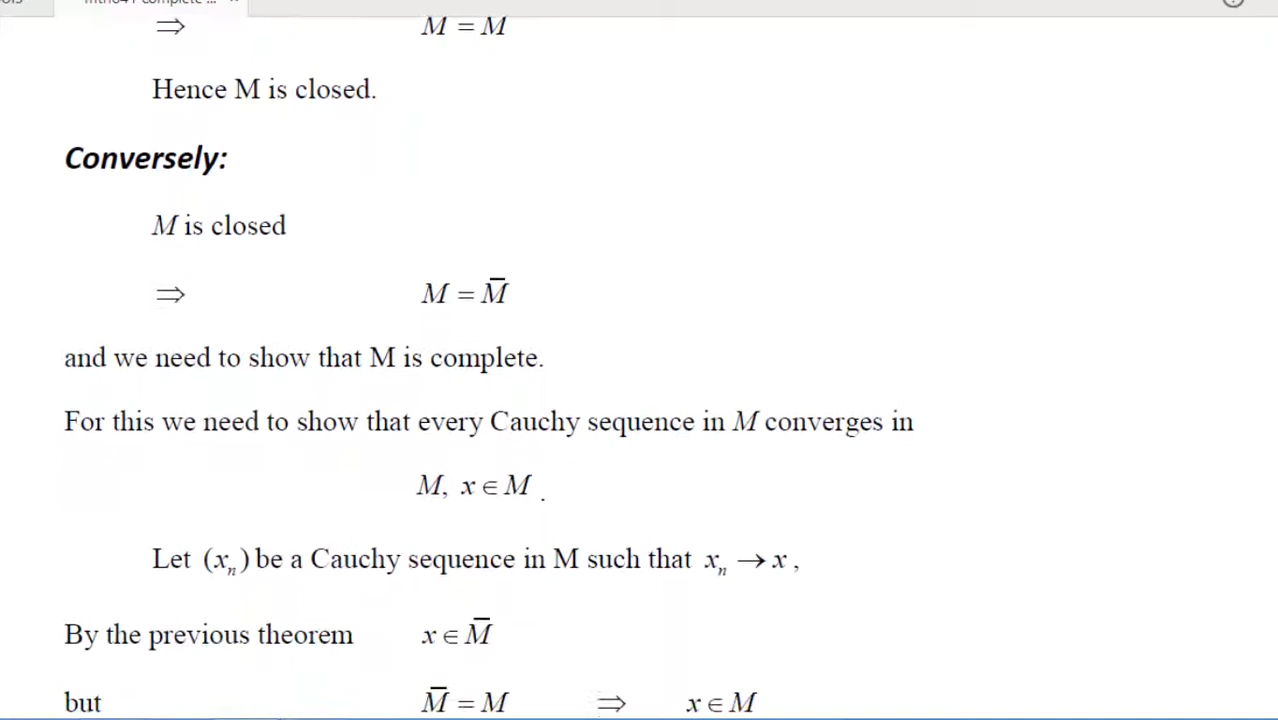 ⇒ M = M
Hence M is closed.
Conversely:
M is closed
⇒ M = M̅
and we need to show that M is complete.
For this we need to show that every Cauchy sequence in M converges in
M, x ∈ M .
Let (xₙ) be a Cauchy sequence in M such that xₙ → x ,
By the previous theorem x ∈ M̅
but M̅ = M ⇒ x ∈ M